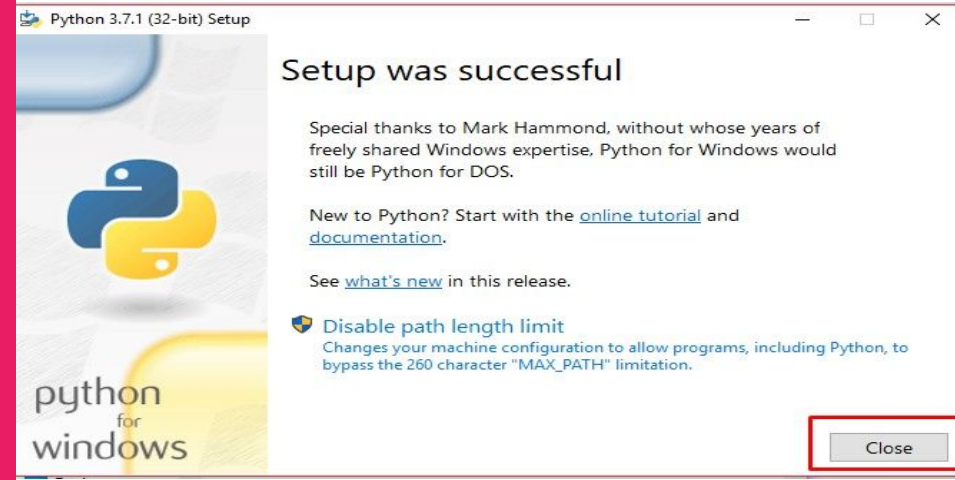 Python 3.7.1 (32-bit) Setup
Setup was successful
Special thanks to Mark Hammond, without whose years of
freely shared Windows expertise, Python for Windows would
still be Python for DOS.
New to Python? Start with the online tutorial and
documentation.
See what's new in this release.
Disable path length limit
Changes your machine configuration to allow programs, including Python, to
bypass the 260 character "MAX_PATH" limitation.
python
for
windows
Close